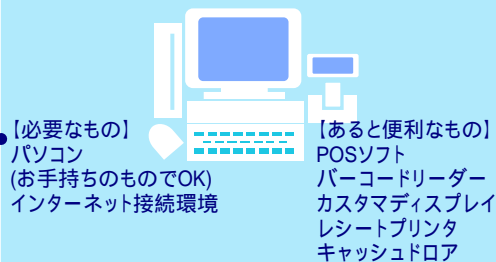 【必要なもの】
パソコン
(お手持ちのものでOK)
インターネット接続環境
【あると便利なもの】
POSソフト
バーコードリーダー
カスタマディスプレイ
レシートプリンタ
キャッシュドロア